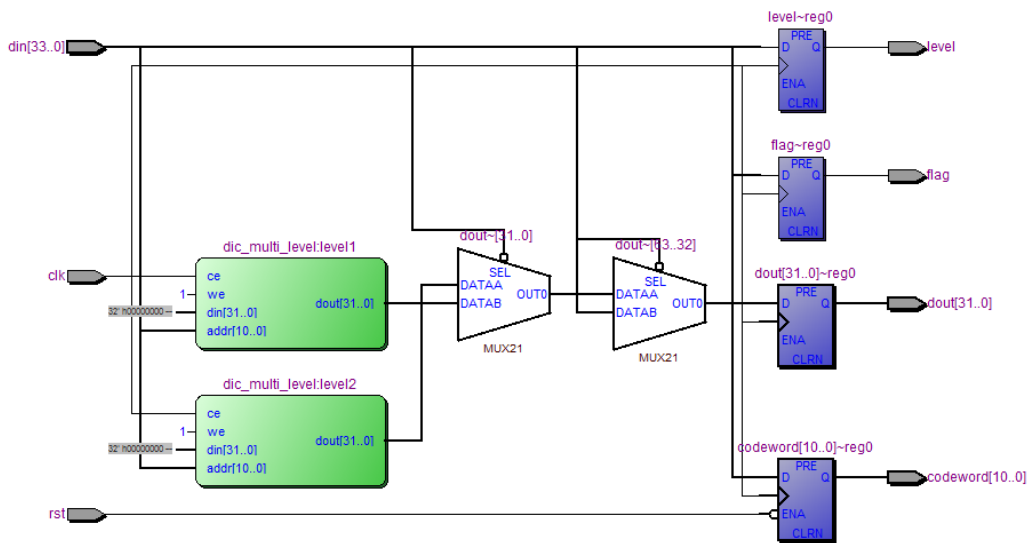 level~reg0
din[33..0]
PRE
D Q
ENA
CLRN
level
flag~reg0
PRE
D Q
ENA
CLRN
flag
dout~[31..0]
dout~[63..32]
dic_multi_level:level1
clk
ce
we
din[31..0]
addr[10..0]
dout[31..0]
1
32' h00000000 --
SEL
DATAA
DATAB
OUT0
MUX21
SEL
DATAA
DATAB
OUT0
MUX21
dout[31..0]~reg0
PRE
D Q
ENA
CLRN
dout[31..0]
dic_multi_level:level2
ce
we
din[31..0]
addr[10..0]
dout[31..0]
1
32' h00000000 --
codeword[10..0]~reg0
PRE
D Q
ENA
CLRN
codeword[10..0]
rst